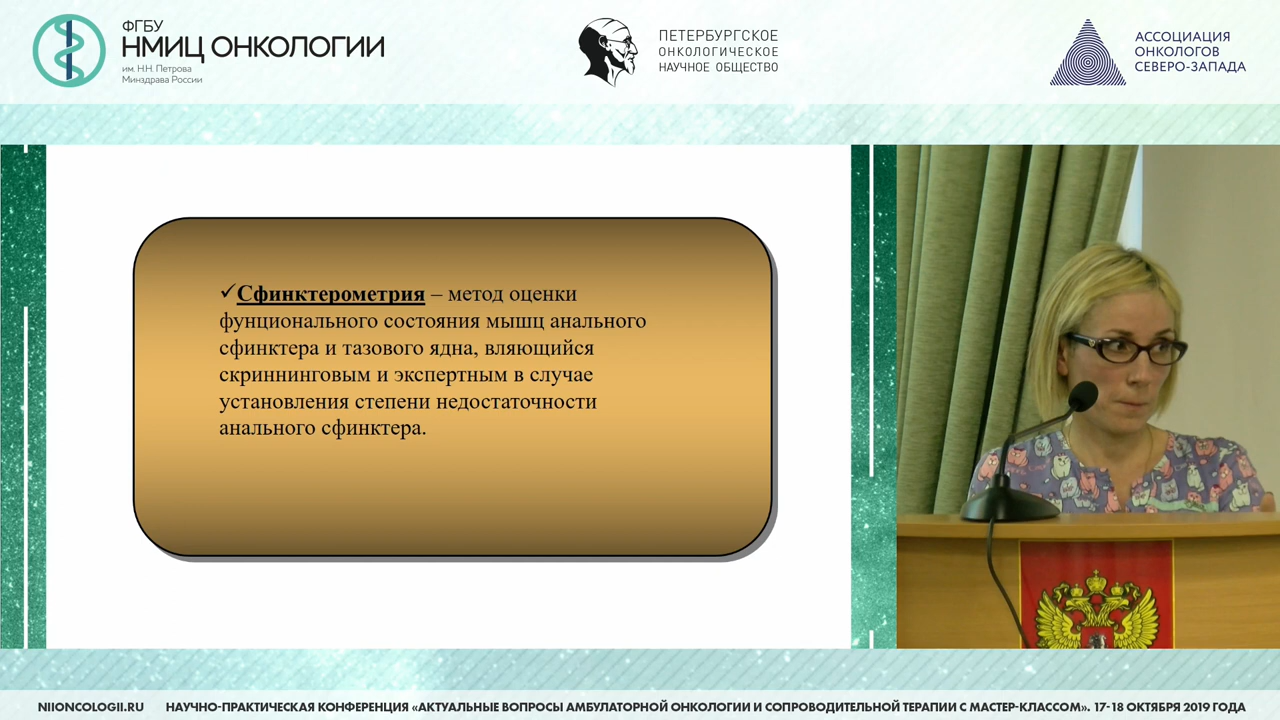 ФГБУ
НМИЦ ОНКОЛОГИИ
им. Н.Н. Петрова
Минздрава России
ПЕТЕРБУРГСКОЕ
ОНКОЛОГИЧЕСКОЕ
НАУЧНОЕ ОБЩЕСТВО
АССОЦИАЦИЯ
ОНКОЛОГОВ
СЕВЕРО-ЗАПАДА
✓Сфинктерометрия – метод оценки
фунционального состояния мышц анального
сфинктера и тазового ядна, вляющийся
скриннинговым и экспертным в случае
установления степени недостаточности
анального сфинктера.
NIIONCOLOGII.RU НАУЧНО-ПРАКТИЧЕСКАЯ КОНФЕРЕНЦИЯ «АКТУАЛЬНЫЕ ВОПРОСЫ АМБУЛАТОРНОЙ ОНКОЛОГИИ И СОПРОВОДИТЕЛЬНОЙ ТЕРАПИИ С МАСТЕР-КЛАССОМ». 17-18 ОКТЯБРЯ 2019 ГОДА